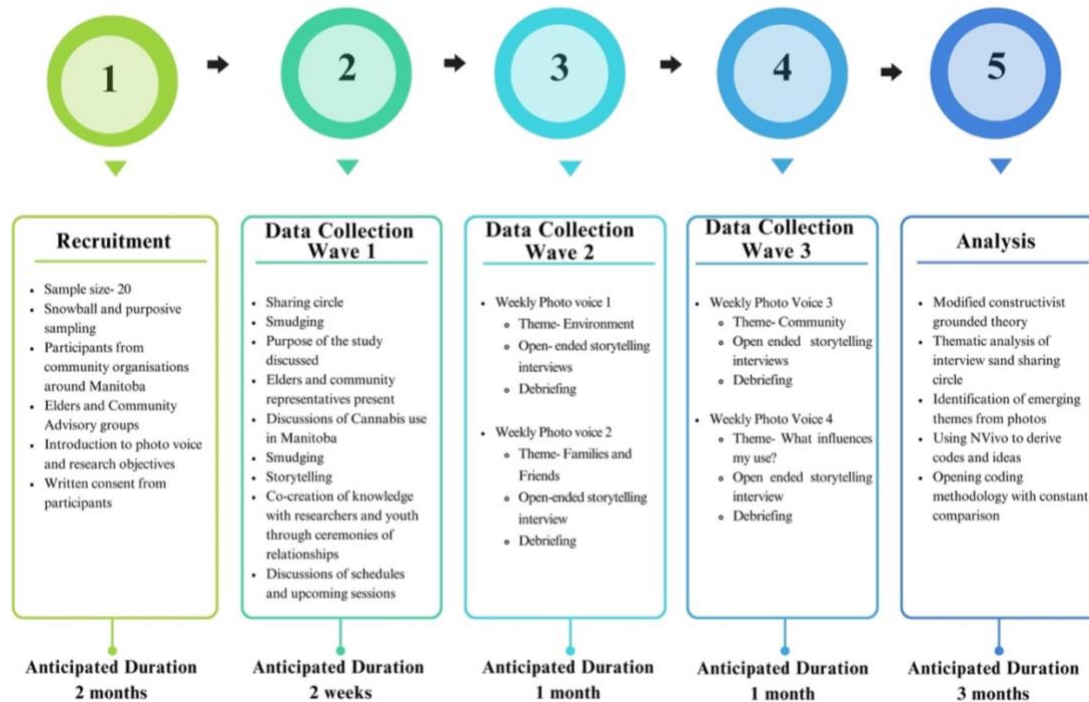 1
2
3
4
5
Recruitment
Sample size- 20
Snowball and purposive
sampling
Participants from
community organisations
around Manitoba
Elders and Community
Advisory groups
Introduction to photo voice
and research objectives
Written consent from
participants
Anticipated Duration
2 months
Data Collection
Wave 1
Sharing circle
Smudging
Purpose of the study
discussed
Elders and community
representatives present
Discussions of Cannabis use
in Manitoba
Smudging
Storytelling
Co-creation of knowledge
with researchers and youth
through ceremonies of
relationships
Discussions of schedules
and upcoming sessions
Anticipated Duration
2 weeks
Data Collection
Wave 2
Weekly Photo voice 1
Theme- Environment
Open- ended storytelling
interviews
Debriefing
Weekly Photo voice 2
Theme- Families and
Friends
Open-ended storytelling
interview
Debriefing
Anticipated Duration
1 month
Data Collection
Wave 3
Weekly Photo Voice 3
Theme- Community
Open ended storytelling
interviews
Debriefing
Weekly Photo Voice 4
Theme- What influences
my use?
Open ended storytelling
interview
Debriefing
Anticipated Duration
1 month
Analysis
Modified constructivist
grounded theory
Thematic analysis of
interview sand sharing
circle
Identification of emerging
themes from photos
Using NVivo to derive
codes and ideas
Opening coding
methodology with constant
comparison
Anticipated Duration
3 months